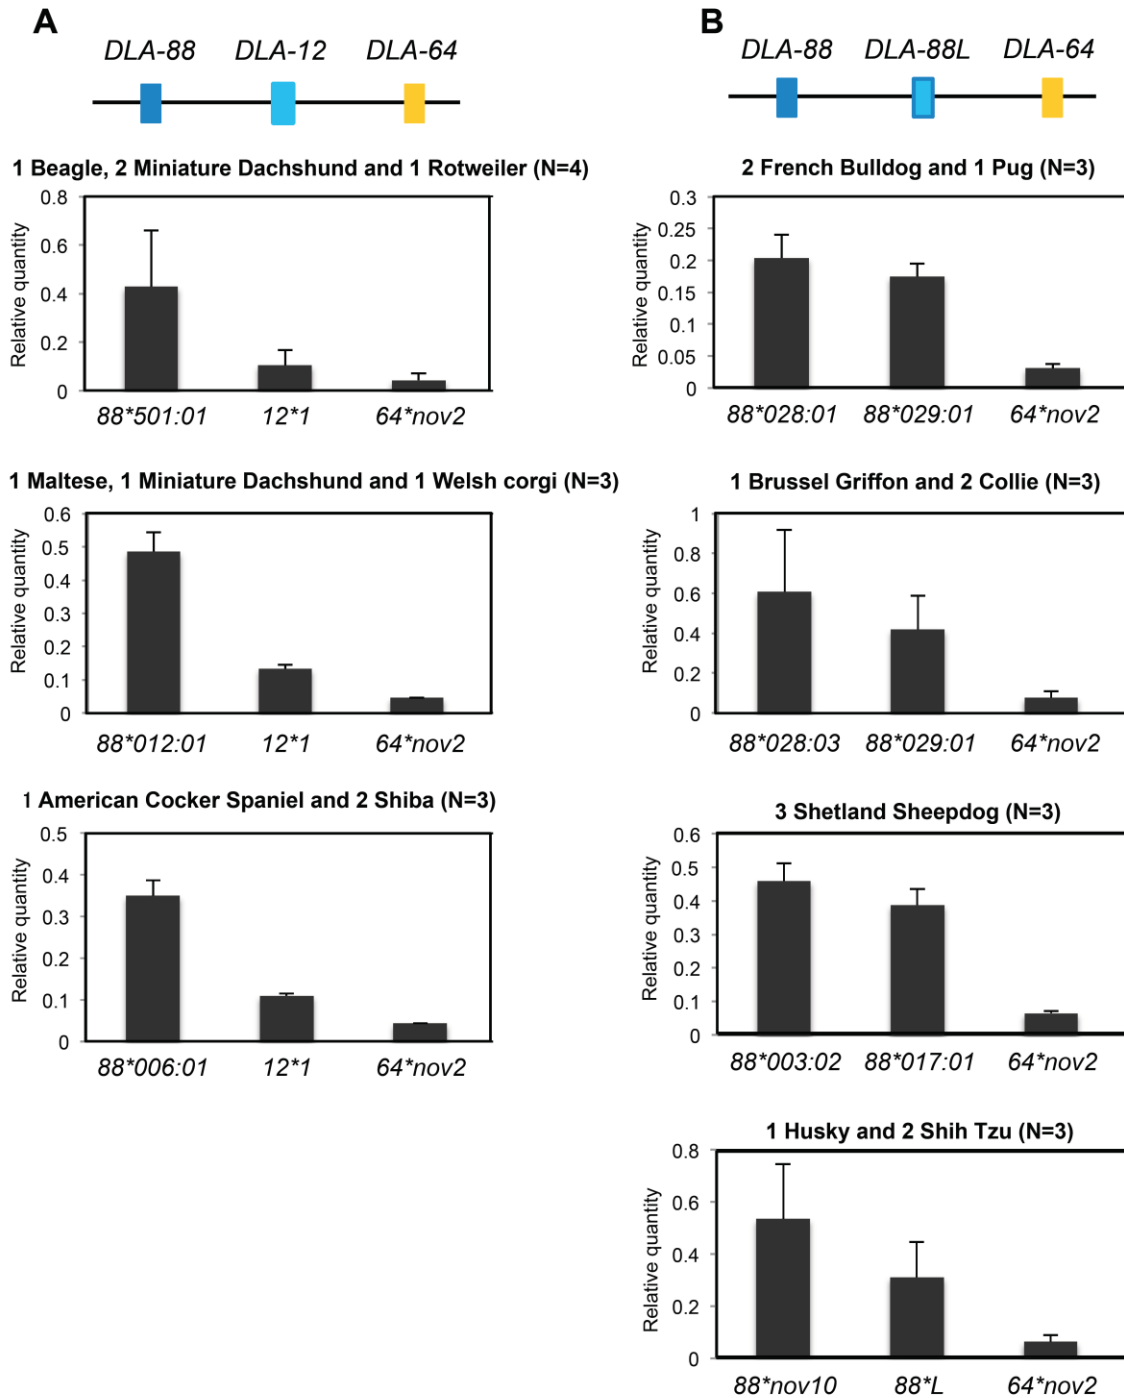 A
DLA-88 DLA-12 DLA-64
1 Beagle, 2 Miniature Dachshund and 1 Rotweiler (N=4)
Relative quantity
0.8
0.6
0.4
0.2
0
88*501:01 12*1 64*nov2
1 Maltese, 1 Miniature Dachshund and 1 Welsh corgi (N=3)
Relative quantity
0.6
0.5
0.4
0.3
0.2
0.1
0
88*012:01 12*1 64*nov2
1 American Cocker Spaniel and 2 Shiba (N=3)
Relative quantity
0.5
0.4
0.3
0.2
0.1
0
88*006:01 12*1 64*nov2
B
DLA-88 DLA-88L DLA-64
2 French Bulldog and 1 Pug (N=3)
Relative quantity
0.3
0.25
0.2
0.15
0.1
0.05
0
88*028:01 88*029:01 64*nov2
1 Brussel Griffon and 2 Collie (N=3)
Relative quantity
1
0.8
0.6
0.4
0.2
0
88*028:03 88*029:01 64*nov2
3 Shetland Sheepdog (N=3)
Relative quantity
0.6
0.5
0.4
0.3
0.2
0.1
0
88*003:02 88*017:01 64*nov2
1 Husky and 2 Shih Tzu (N=3)
Relative quantity
0.8
0.6
0.4
0.2
0
88*nov10 88*L 64*nov2